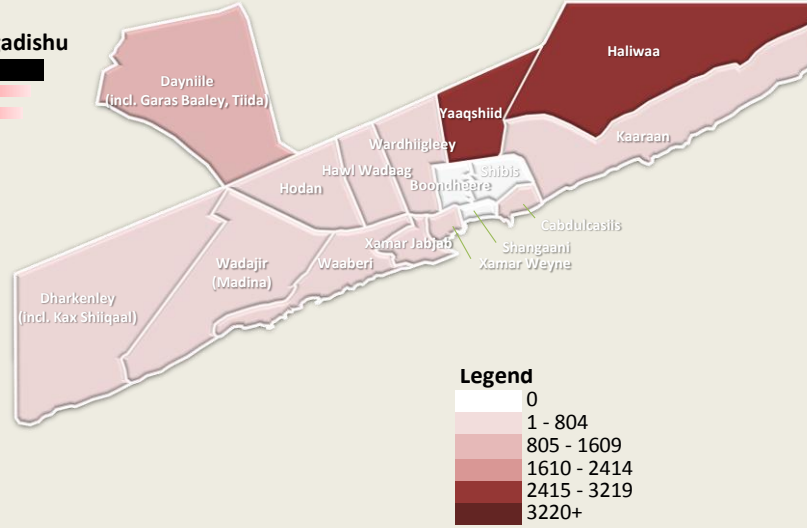 gadishu
Haliwaa
Dayniile
(incl. Garas Baaley, Tiida)
Yaaqshiid
Kaaraan
Wardhiigleey
Hawl Wadaag
Shibis
Boondheere
Hodan
Cabdulcasiis
Xamar Jabjab
Shangaani
Wadajir
(Madina)
Waaberi
Xamar Weyne
Dharkenley
(incl. Kax Shiiqaal)
Legend
0
1 - 804
805 - 1609
1610 - 2414
2415 - 3219
3220+